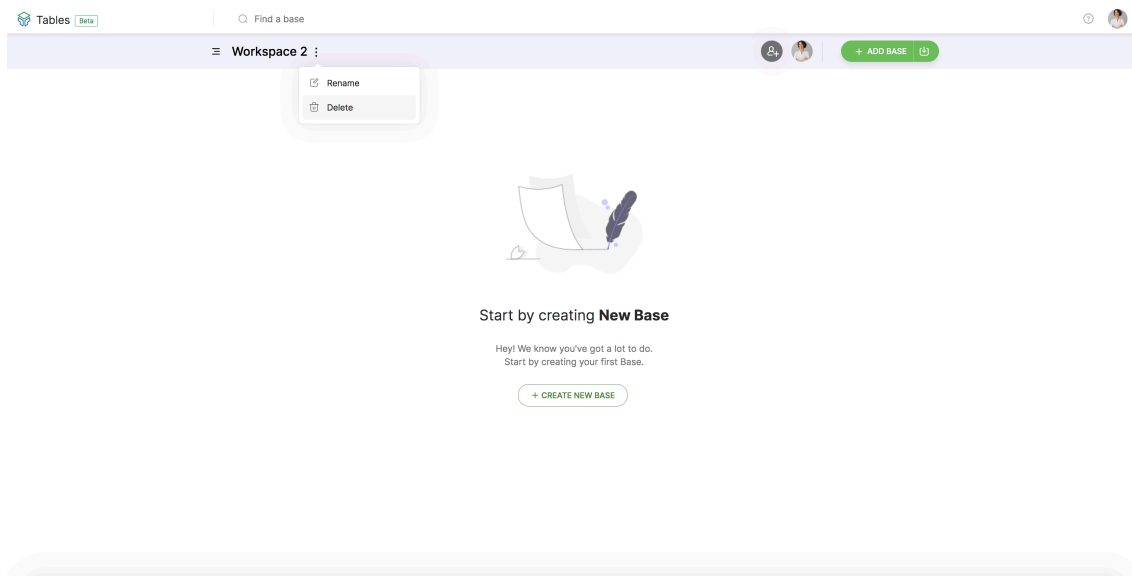 Tables Beta
Find a base
Workspace 2
+ ADD BASE
Rename
Delete
Start by creating New Base
Hey! We know you've got a lot to do.
Start by creating your first Base.
+ CREATE NEW BASE